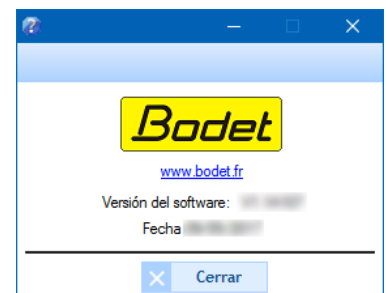 Bodet
www.bodet.fr
Versión del software:
Fecha
Cerrar